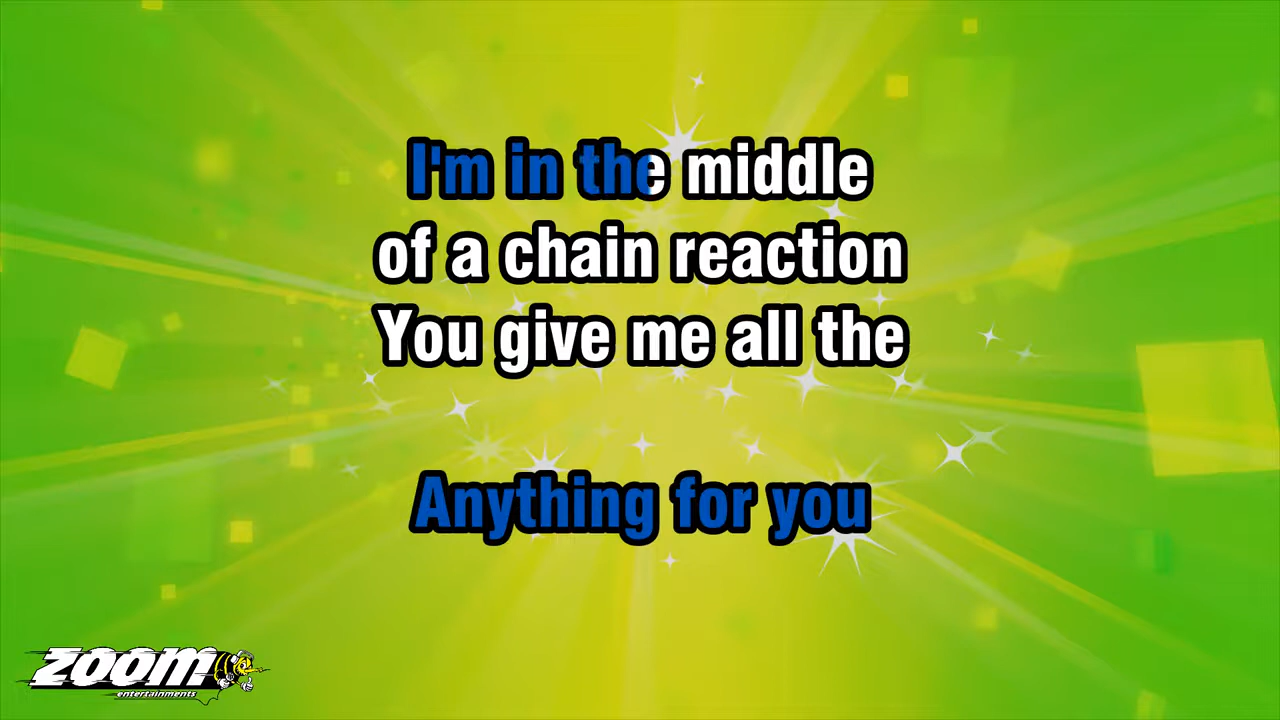 I'm in the middle
of a chain reaction
You give me all the
Anything for you
ZOOM
entertainments